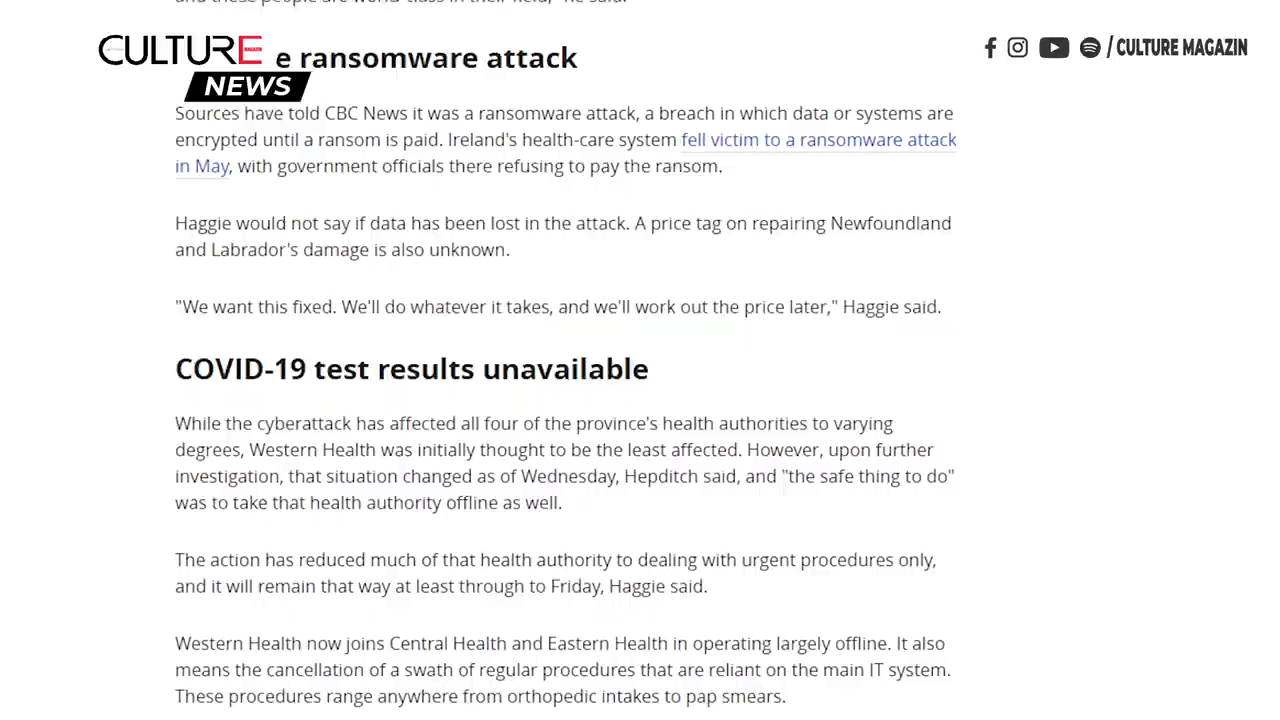 CULTURE
NEWS
/ CULTURE MAGAZIN
e ransomware attack
Sources have told CBC News it was a ransomware attack, a breach in which data or systems are
encrypted until a ransom is paid. Ireland's health-care system fell victim to a ransomware attack
in May, with government officials there refusing to pay the ransom.
Haggie would not say if data has been lost in the attack. A price tag on repairing Newfoundland
and Labrador's damage is also unknown.
"We want this fixed. We'll do whatever it takes, and we'll work out the price later," Haggie said.
COVID-19 test results unavailable
While the cyberattack has affected all four of the province's health authorities to varying
degrees, Western Health was initially thought to be the least affected. However, upon further
investigation, that situation changed as of Wednesday, Hepditch said, and "the safe thing to do"
was to take that health authority offline as well.
The action has reduced much of that health authority to dealing with urgent procedures only,
and it will remain that way at least through to Friday, Haggie said.
Western Health now joins Central Health and Eastern Health in operating largely offline. It also
means the cancellation of a swath of regular procedures that are reliant on the main IT system.
These procedures range anywhere from orthopedic intakes to pap smears.